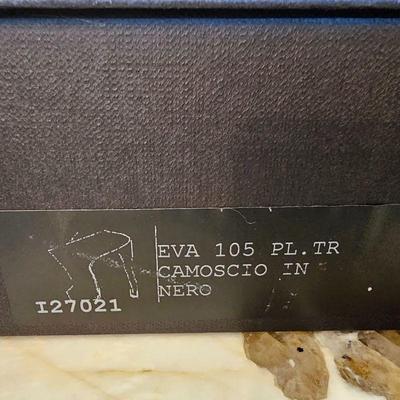 EVA 105 PL.TR
CAMOSCIO IN
NERO
I27021